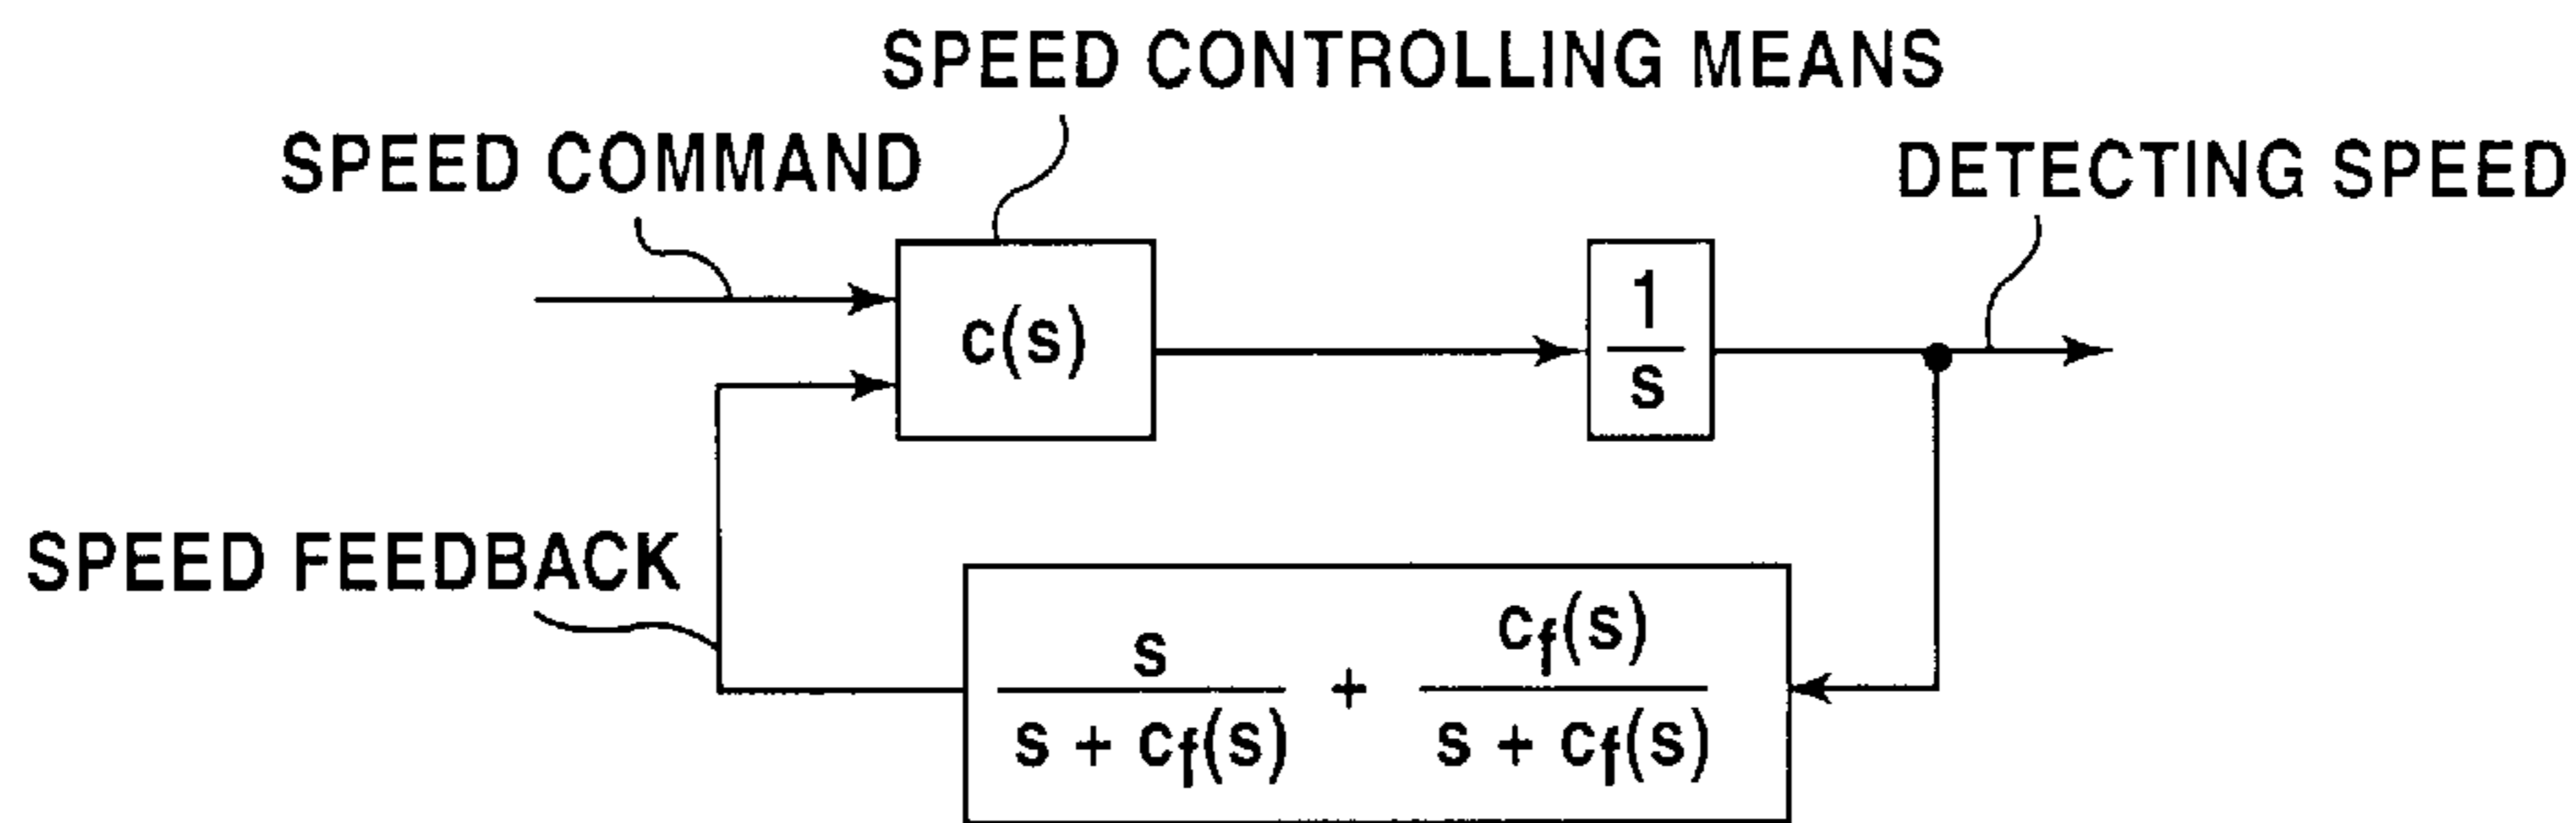 SPEED CONTROLLING MEANS
SPEED COMMAND
DETECTING SPEED
c(s)
1
s
SPEED FEEDBACK
s
s + cf(s)
+
cf(s)
s + cf(s)